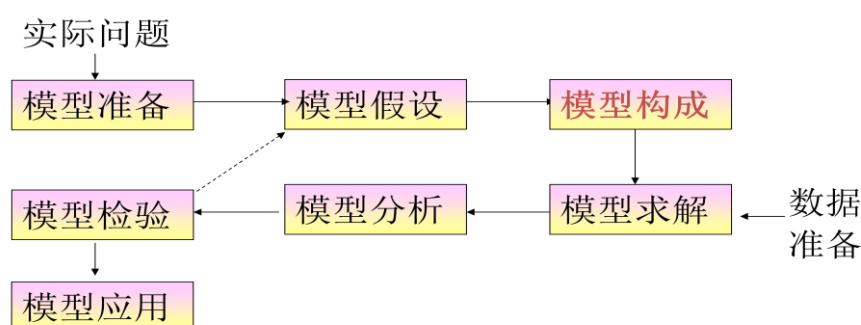 实际问题
模型准备
模型假设
模型构成
模型检验
模型分析
模型求解
数据
准备
模型应用